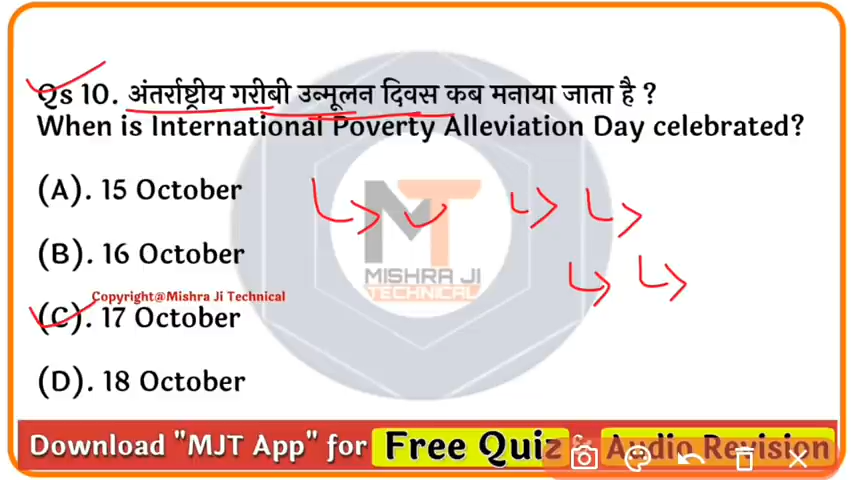 Qs 10. अंतर्राष्ट्रीय गरीबी उन्मूलन दिवस कब मनाया जाता है ?
When is International Poverty Alleviation Day celebrated?
(A). 15 October
(B). 16 October
Copyright@Mishra Ji Technical
(C). 17 October
(D). 18 October
MT
MISHRA JI
TECHNICAL
Download "MJT App" for Free Quiz & Audio Revision